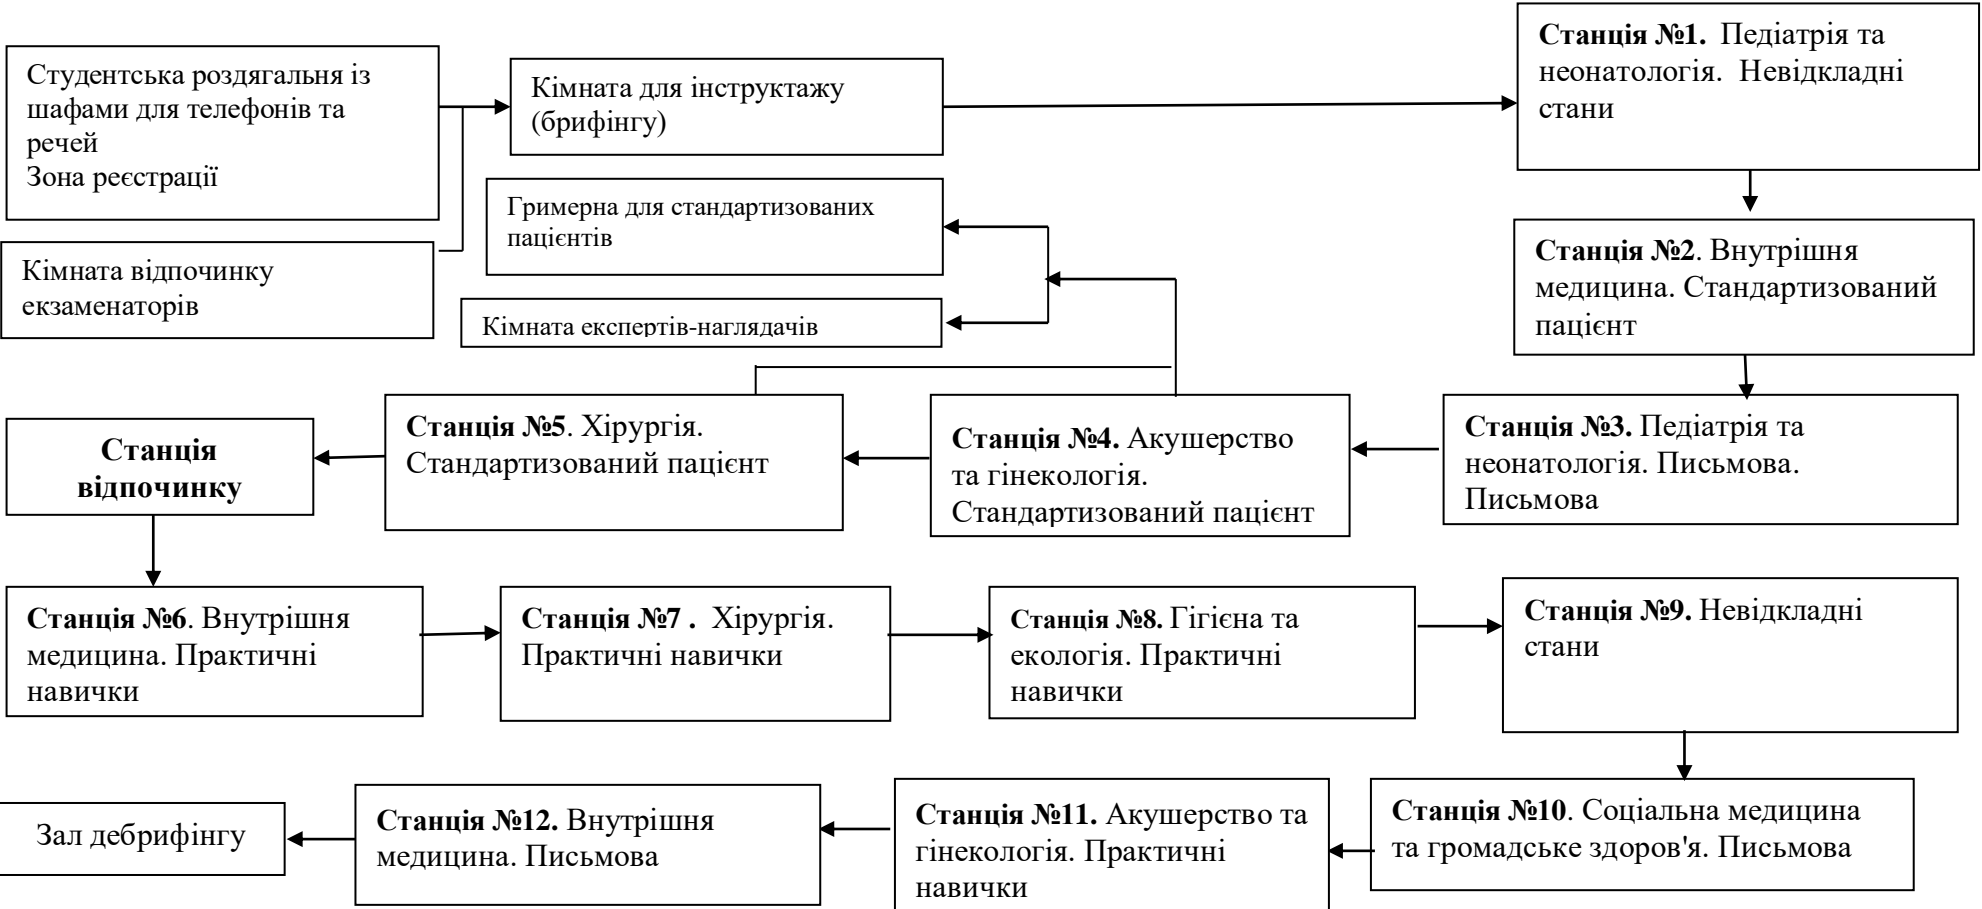 Студентська роздягальня із
шафами для телефонів та
речей
Зона реєстрації
Кімната для інструктажу
(брифінгу)
Станція №1. Педіатрія та
неонатологія. Невідкладні
стани
Гримерна для стандартизованих
пацієнтів
Кімната відпочинку
екзаменаторів
Кімната експертів-наглядачів
Станція №2. Внутрішня
медицина. Стандартизований
пацієнт
Станція №3. Педіатрія та
неонатологія. Письмова.
Письмова
Станція №4. Акушерство
та гінекологія.
Стандартизований пацієнт
Станція №5. Хірургія.
Стандартизований пацієнт
Станція
відпочинку
Станція №6. Внутрішня
медицина. Практичні
навички
Станція №7 . Хірургія.
Практичні навички
Станція №8. Гігієна та
екологія. Практичні
навички
Станція №9. Невідкладні
стани
Станція №10. Соціальна медицина
та громадське здоров'я. Письмова
Станція №11. Акушерство та
гінекологія. Практичні
навички
Станція №12. Внутрішня
медицина. Письмова
Зал дебрифінгу